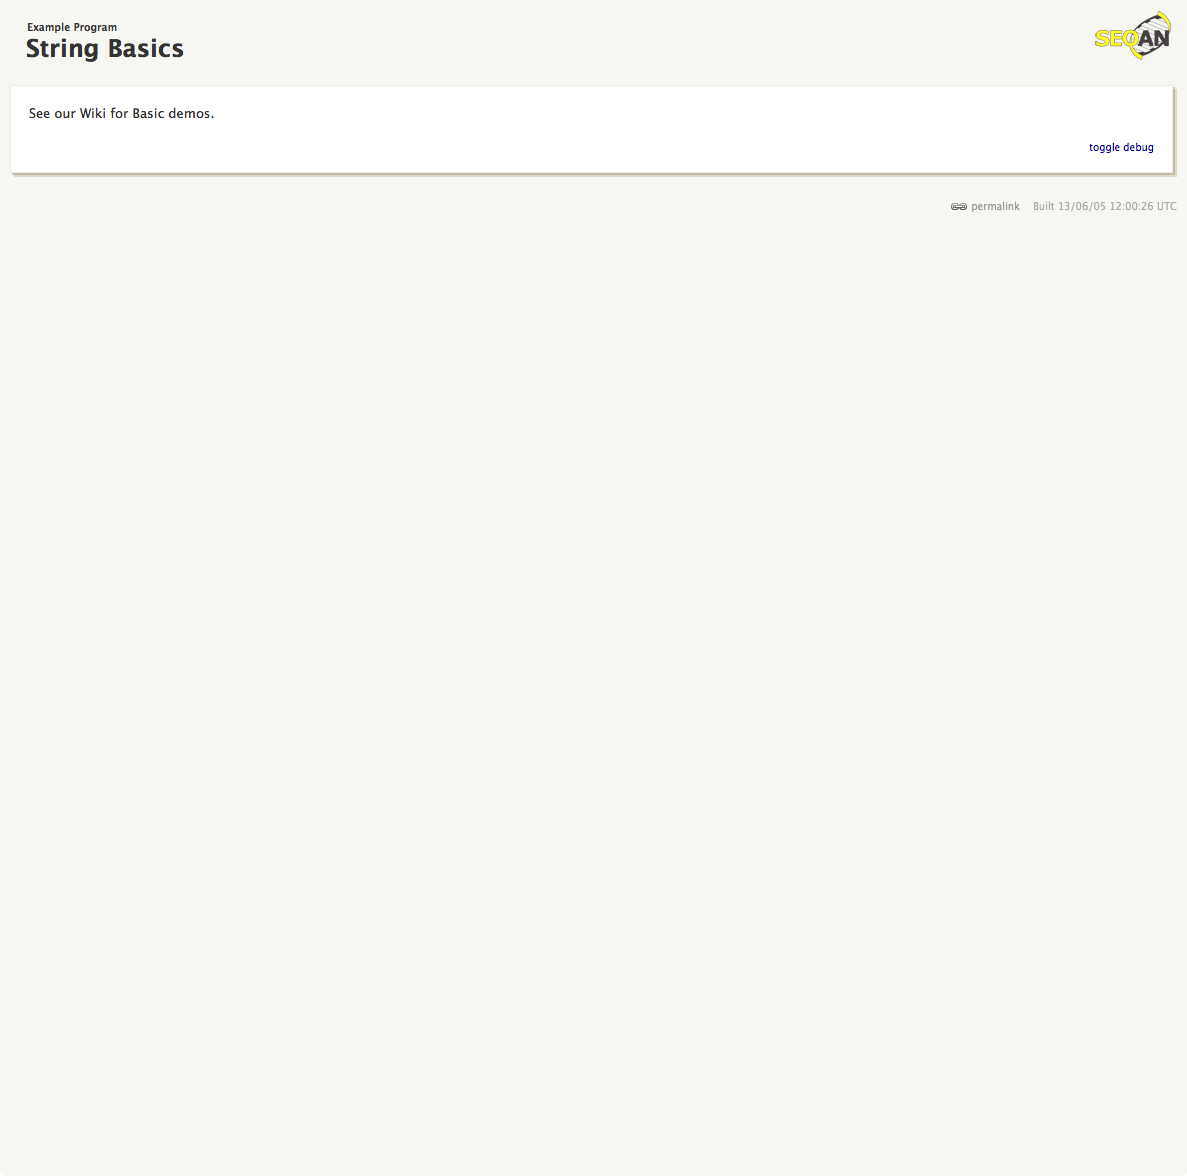 Example Program
String Basics
SEQAN
See our Wiki for Basic demos.
toggle debug
permalink Built 13/06/05 12:00:26 UTC